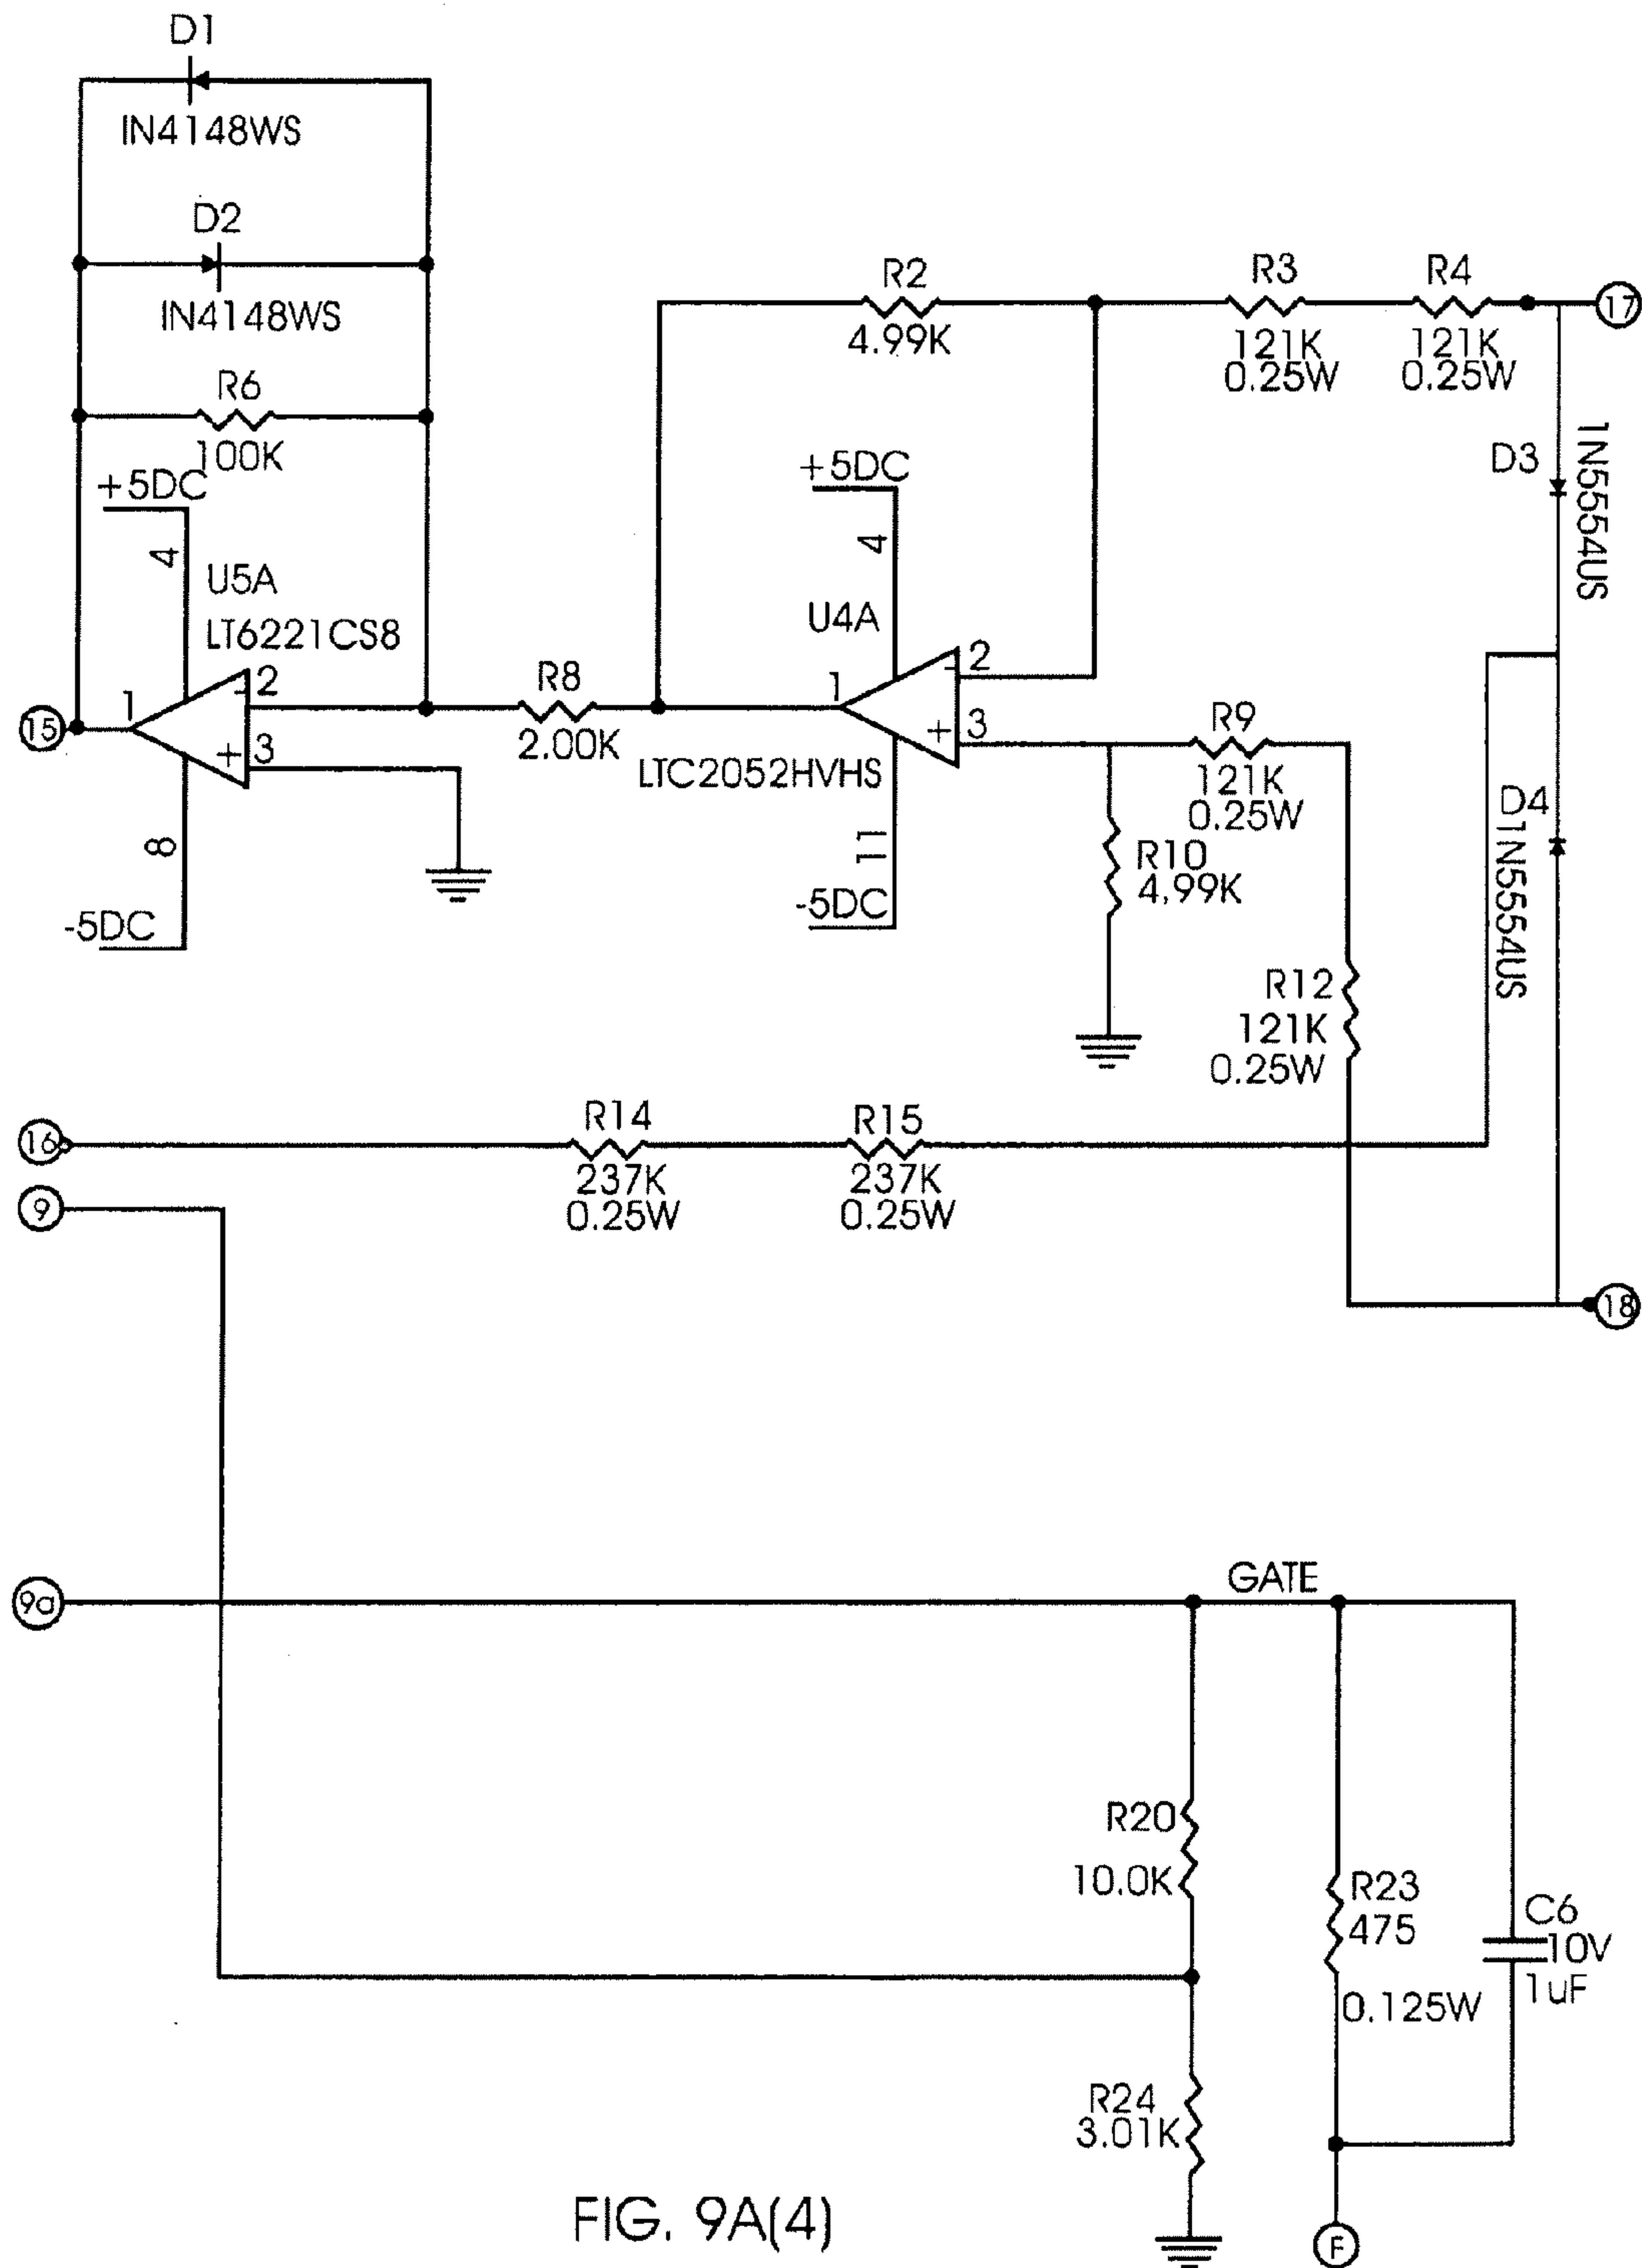 D1
IN4148WS
D2
IN4148WS
R6
100K
+5DC
4
U5A
LT6221CS8
1
2
+
3
8
-5DC
15
R8
2.00K
R2
4.99K
+5DC
4
U4A
1
2
+
3
LTC2052HVHS
11
-5DC
R3
121K
0.25W
R4
121K
0.25W
17
D3
1N5554US
R9
121K
0.25W
R10
4,99K
D4
D1N5554US
R12
121K
0.25W
16
R14
237K
0.25W
R15
237K
0.25W
9
18
9a
GATE
R20
10.0K
R23
475
0.125W
C6
10V
1uF
R24
3.01K
F
FIG. 9A(4)